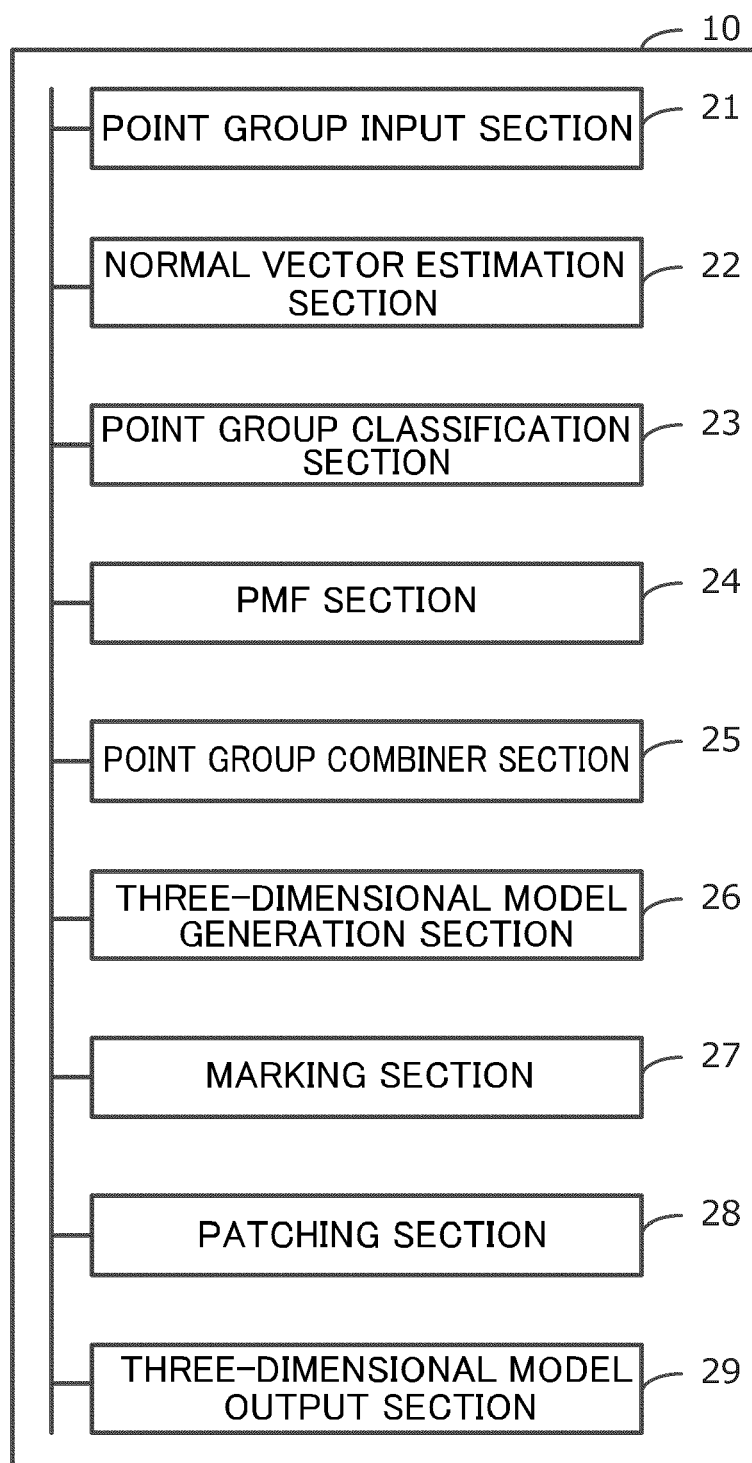 10
POINT GROUP INPUT SECTION
21
NORMAL VECTOR ESTIMATION
SECTION
22
POINT GROUP CLASSIFICATION
SECTION
23
PMF SECTION
24
POINT GROUP COMBINER SECTION
25
THREE-DIMENSIONAL MODEL
GENERATION SECTION
26
MARKING SECTION
27
PATCHING SECTION
28
THREE-DIMENSIONAL MODEL
OUTPUT SECTION
29